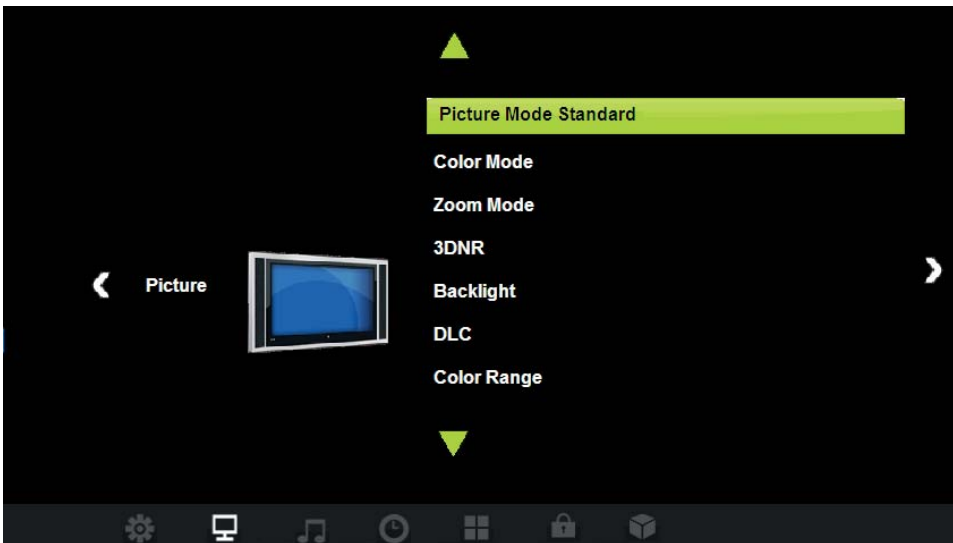 Picture Mode Standard
Color Mode
Zoom Mode
3DNR
Picture
Backlight
DLC
Color Range